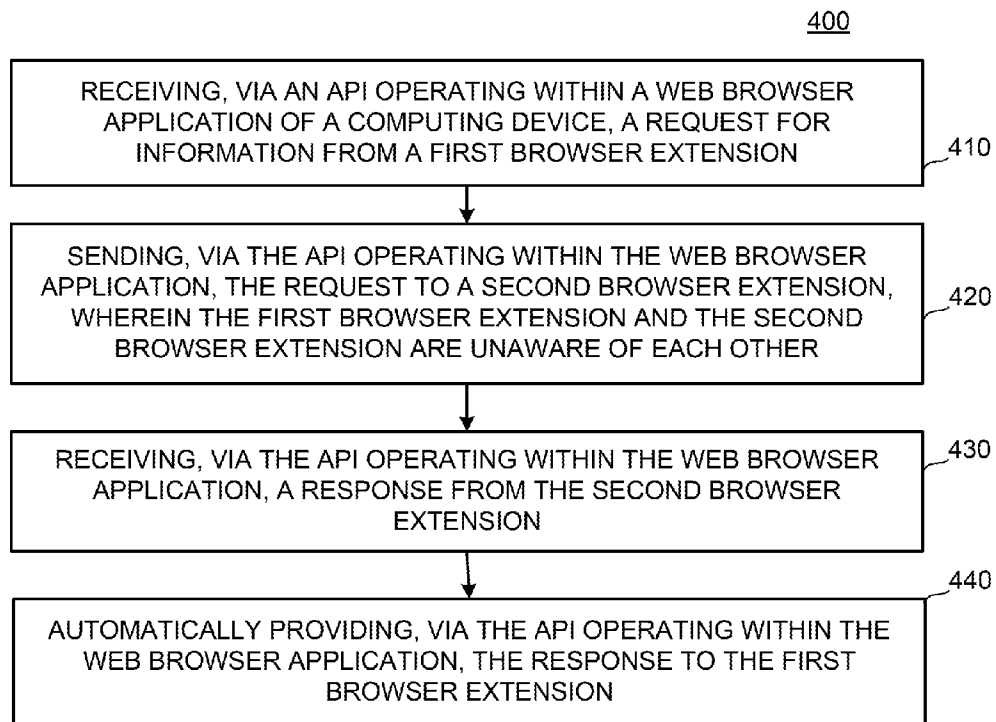 400
RECEIVING, VIA AN API OPERATING WITHIN A WEB BROWSER
APPLICATION OF A COMPUTING DEVICE, A REQUEST FOR
INFORMATION FROM A FIRST BROWSER EXTENSION
410
SENDING, VIA THE API OPERATING WITHIN THE WEB BROWSER
APPLICATION, THE REQUEST TO A SECOND BROWSER EXTENSION,
WHEREIN THE FIRST BROWSER EXTENSION AND THE SECOND
BROWSER EXTENSION ARE UNAWARE OF EACH OTHER
420
RECEIVING, VIA THE API OPERATING WITHIN THE WEB BROWSER
APPLICATION, A RESPONSE FROM THE SECOND BROWSER
EXTENSION
430
AUTOMATICALLY PROVIDING, VIA THE API OPERATING WITHIN THE
WEB BROWSER APPLICATION, THE RESPONSE TO THE FIRST
BROWSER EXTENSION
440